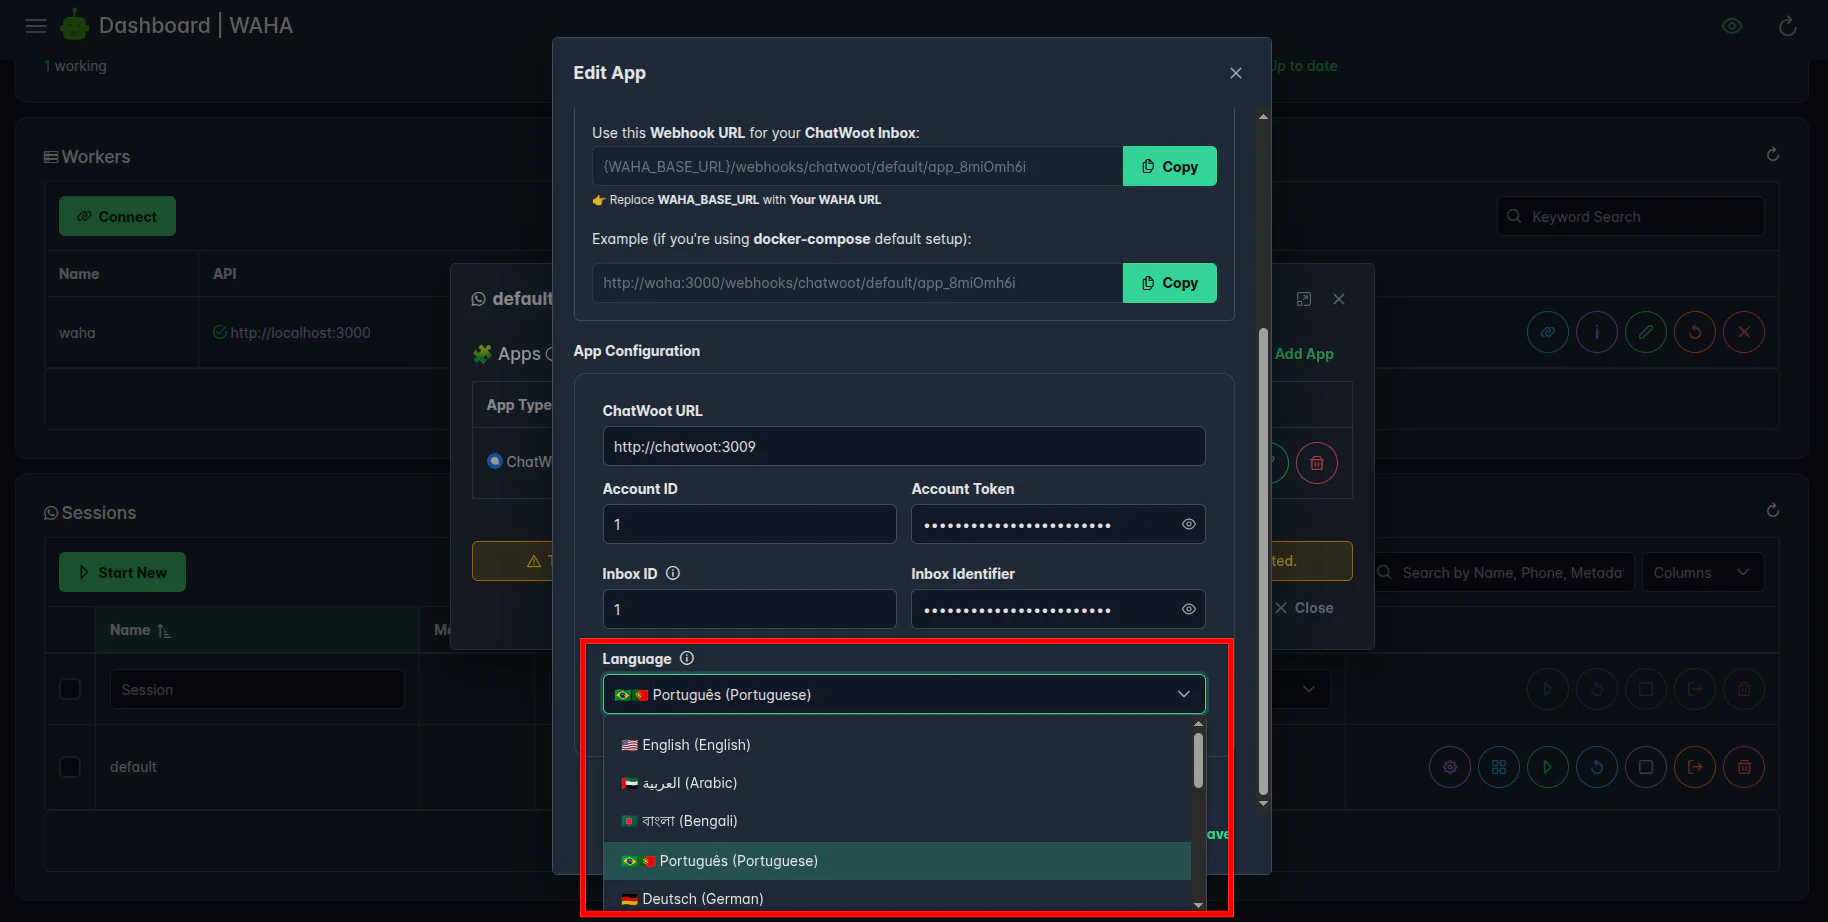 Dashboard | WAHA
1 working
Up to date
Edit App
Use this Webhook URL for your ChatWoot Inbox:
{WAHA_BASE_URL}/webhooks/chatwoot/default/app_8miOmh6i
Copy
👉 Replace WAHA_BASE_URL with Your WAHA URL
Example (if you're using docker-compose default setup):
http://waha:3000/webhooks/chatwoot/default/app_8miOmh6i
Copy
App Configuration
ChatWoot URL
http://chatwoot:3009
Account ID
Account Token
1
••••••••••••••••••••••••
Inbox ID
Inbox Identifier
1
••••••••••••••••••••••••
Language
🇧🇷🇵🇹 Português (Portuguese)
🇺🇸 English (English)
🇦🇪 العربية (Arabic)
🇧🇩 বাংলা (Bengali)
🇧🇷🇵🇹 Português (Portuguese)
🇩🇪 Deutsch (German)
Workers
Connect
Keyword Search
Name
API
waha
http://localhost:3000
default
Apps
Add App
App Type
ChatW
ted.
Close
Sessions
Start New
Search by Name, Phone, Metada
Columns
Name
Session
default